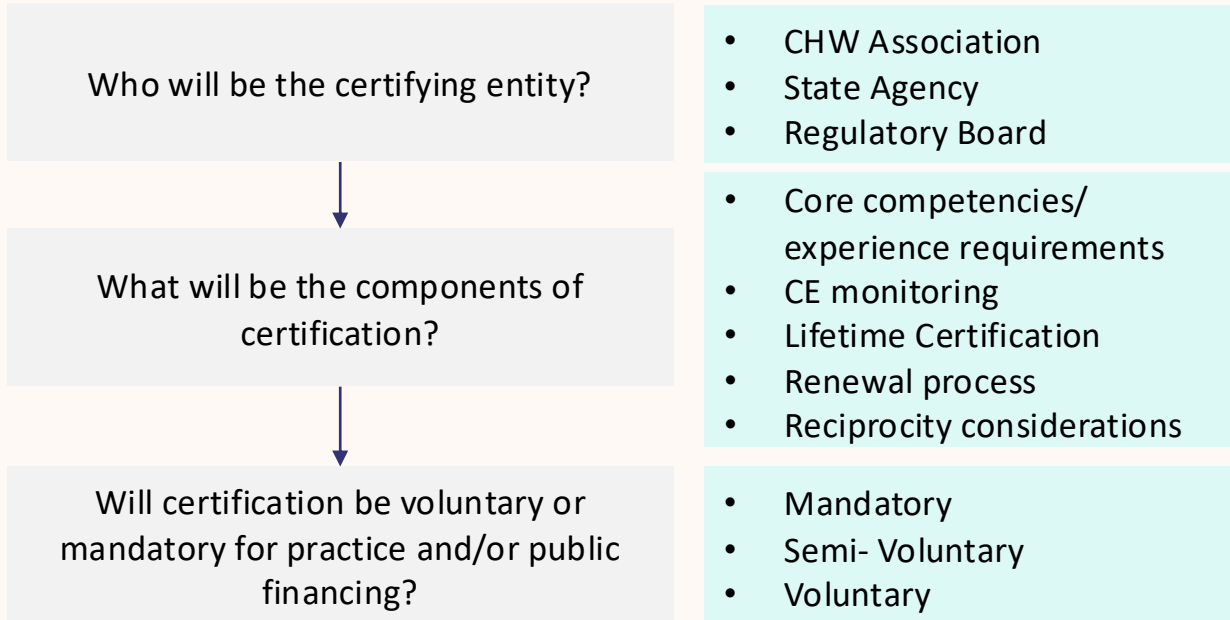 Who will be the certifying entity?
• CHW Association
• State Agency
• Regulatory Board
What will be the components of
certification?
• Core competencies/
experience requirements
• CE monitoring
• Lifetime Certification
• Renewal process
• Reciprocity considerations
Will certification be voluntary or
mandatory for practice and/or public
financing?
• Mandatory
• Semi- Voluntary
• Voluntary